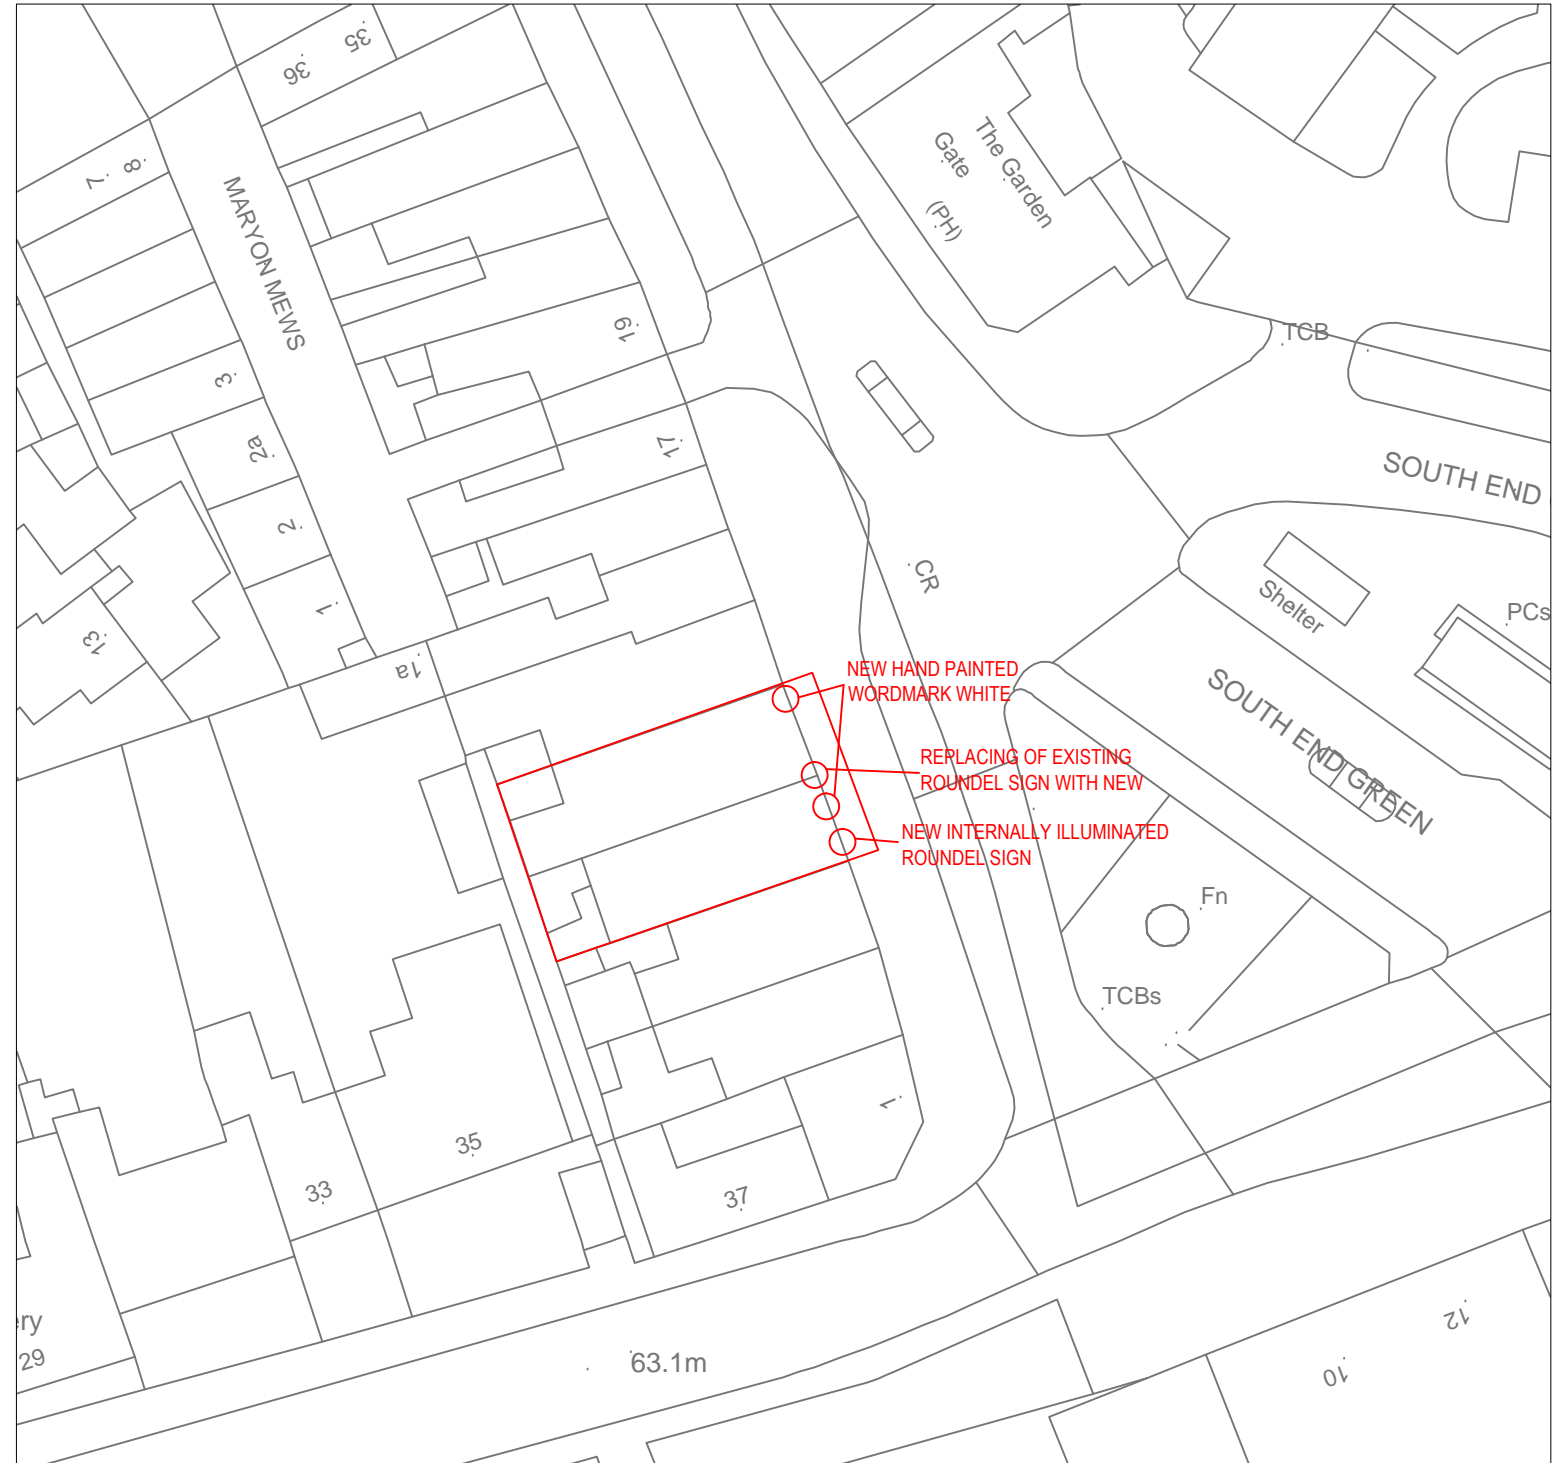 35
36
8
7
MARYON MEWS
The Garden
Gate
(PH)
19
TCB
3
17
2a
SOUTH END
2
CR
Shelter
PCs
1
13
1a
NEW HAND PAINTED
WORDMARK WHITE
SOUTH END GREEN
REPLACING OF EXISTING
ROUNDEL SIGN WITH NEW
NEW INTERNALLY ILLUMINATED
ROUNDEL SIGN
Fn
TCBs
1
35
33
37
ry
29
63.1m
12
10